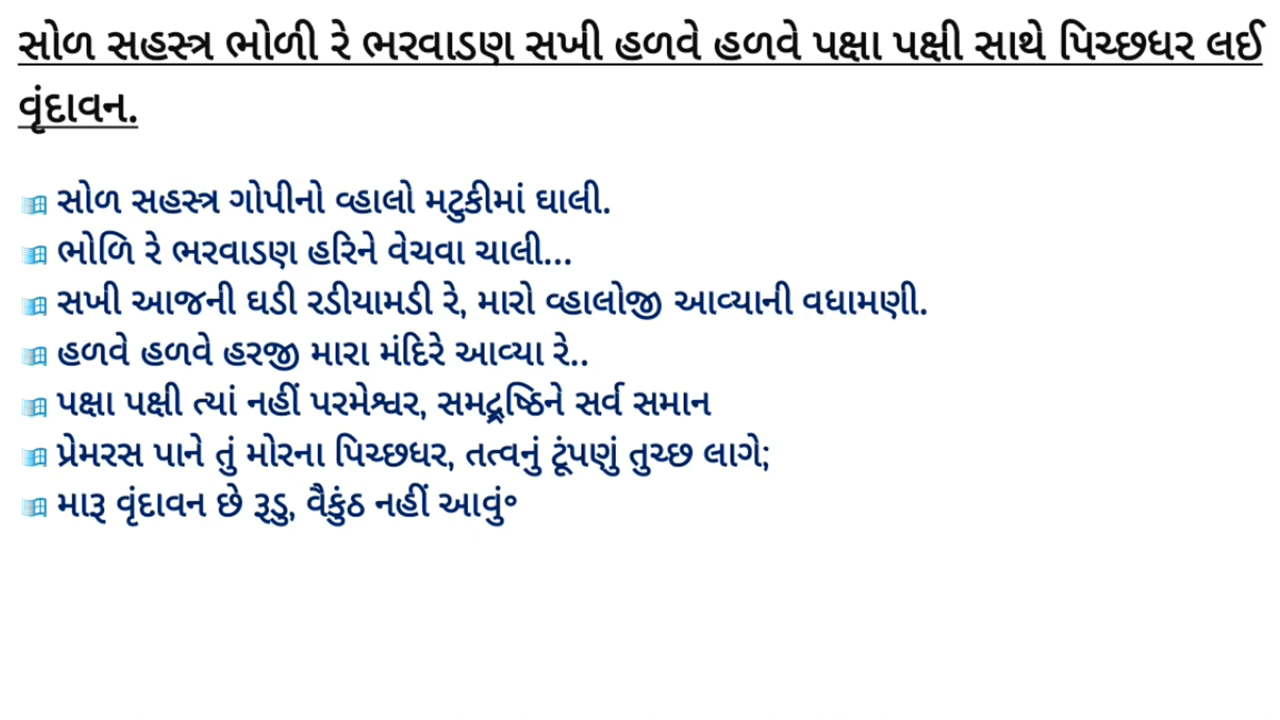 સોળ સહસ્ત્ર ભોળી રે ભરવાડણ સખી હળવે હળવે પક્ષા પક્ષી સાથે પિચ્છધર લઈ
વૃંદાવન.
સોળ સહસ્ત્ર ગોપીનો વ્હાલો મટુકીમાં ઘાલી.
ભોળિ રે ભરવાડણ હરિને વેચવા ચાલી...
સખી આજની ઘડી રડીયામડી રે, મારો વ્હાલોજી આવ્યાની વધામણી.
હળવે હળવે હરજી મારા મંદિરે આવ્યા રે..
પક્ષા પક્ષી ત્યાં નહીં પરમેશ્વર, સમદ્રષ્ઠિને સર્વ સમાન
પ્રેમરસ પાને તું મોરના પિચ્છધર, તત્વનું ટૂંપણું તુચ્છ લાગે;
મારૂ વૃંદાવન છે રૂડુ, વૈકુંઠ નહીં આવું॰